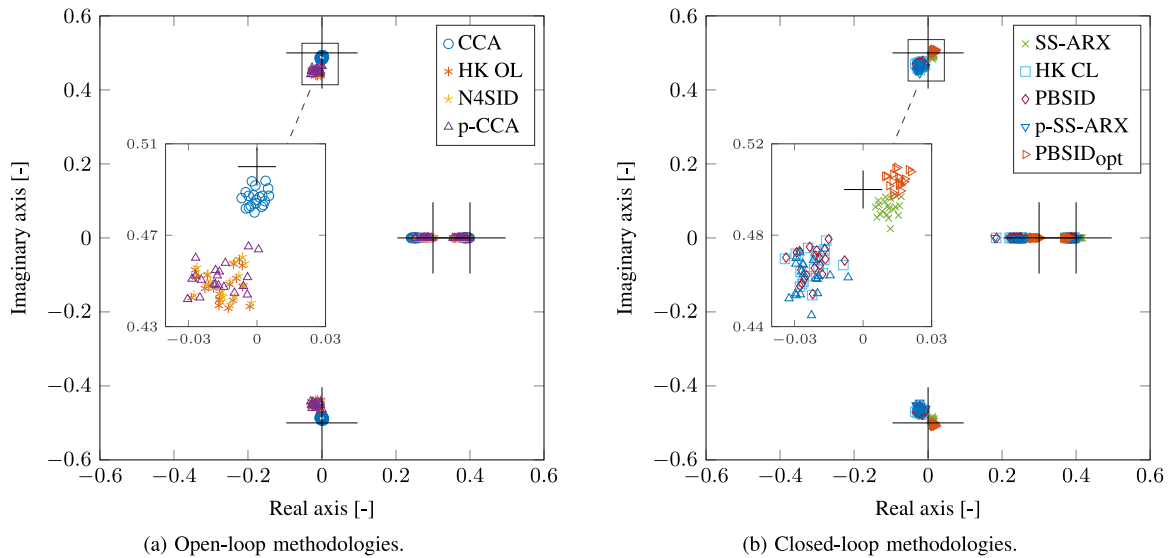 0.6
0.4
0.2
0
−0.2
−0.4
−0.6
−0.6
−0.4
−0.2
0
0.2
0.4
0.6
Imaginary axis [-]
Real axis [-]
CCA
HK OL
N4SID
p-CCA
0.51
0.47
0.43
−0.03
0
0.03
(a) Open-loop methodologies.
0.6
0.4
0.2
0
−0.2
−0.4
−0.6
−0.6
−0.4
−0.2
0
0.2
0.4
0.6
Imaginary axis [-]
Real axis [-]
SS-ARX
HK CL
PBSID
p-SS-ARX
PBSIDopt
0.52
0.48
0.44
−0.03
0
0.03
(b) Closed-loop methodologies.